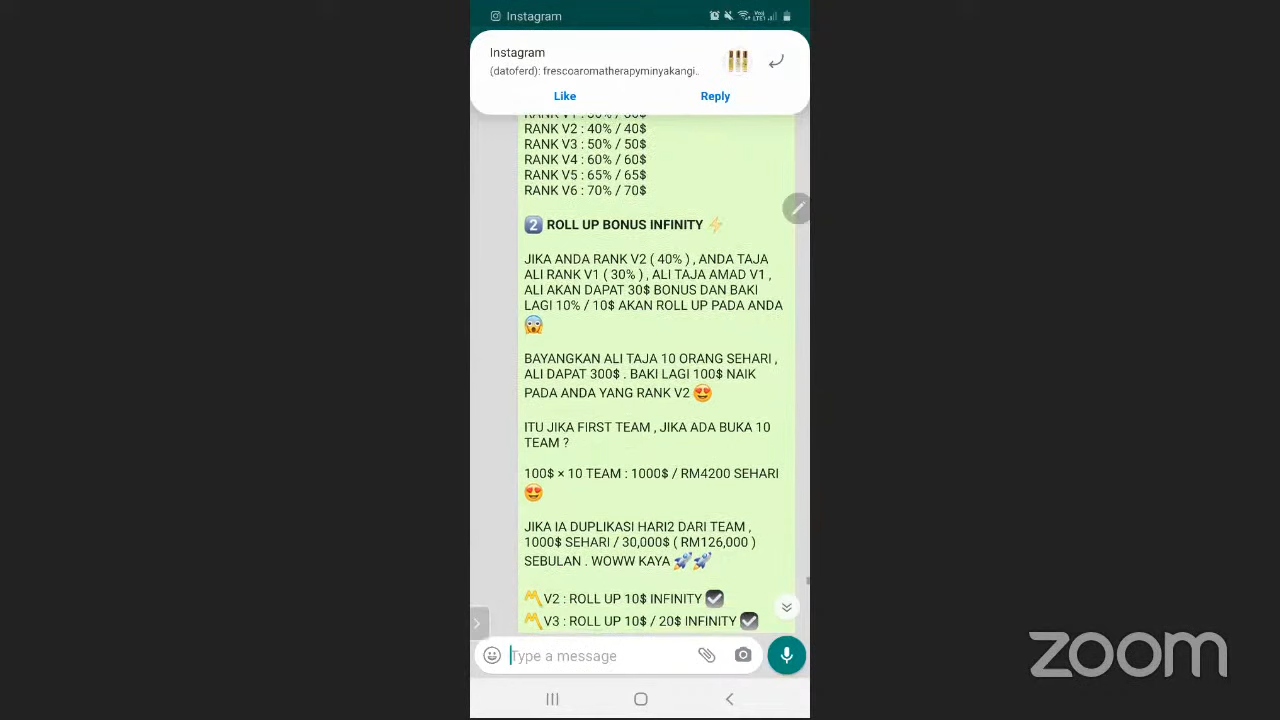 Instagram
Instagram
(datoferd): frescoaromatherapyminyakangi..
Like
Reply
RANK V1 : 30% / 30$
RANK V2 : 40% / 40$
RANK V3 : 50% / 50$
RANK V4 : 60% / 60$
RANK V5 : 65% / 65$
RANK V6 : 70% / 70$
2️⃣ ROLL UP BONUS INFINITY ⚡
JIKA ANDA RANK V2 ( 40% ) , ANDA TAJA
ALI RANK V1 ( 30% ) , ALI TAJA AMAD V1 ,
ALI AKAN DAPAT 30$ BONUS DAN BAKI
LAGI 10% / 10$ AKAN ROLL UP PADA ANDA
😱
BAYANGKAN ALI TAJA 10 ORANG SEHARI ,
ALI DAPAT 300$ . BAKI LAGI 100$ NAIK
PADA ANDA YANG RANK V2 😍
ITU JIKA FIRST TEAM , JIKA ADA BUKA 10
TEAM ?
100$ × 10 TEAM : 1000$ / RM4200 SEHARI
😍
JIKA IA DUPLIKASI HARI2 DARI TEAM ,
1000$ SEHARI / 30,000$ ( RM126,000 )
SEBULAN . WOWW KAYA 🚀🚀
〽️V2 : ROLL UP 10$ INFINITY ☑️
〽️V3 : ROLL UP 10$ / 20$ INFINITY ☑️
Type a message
zoom